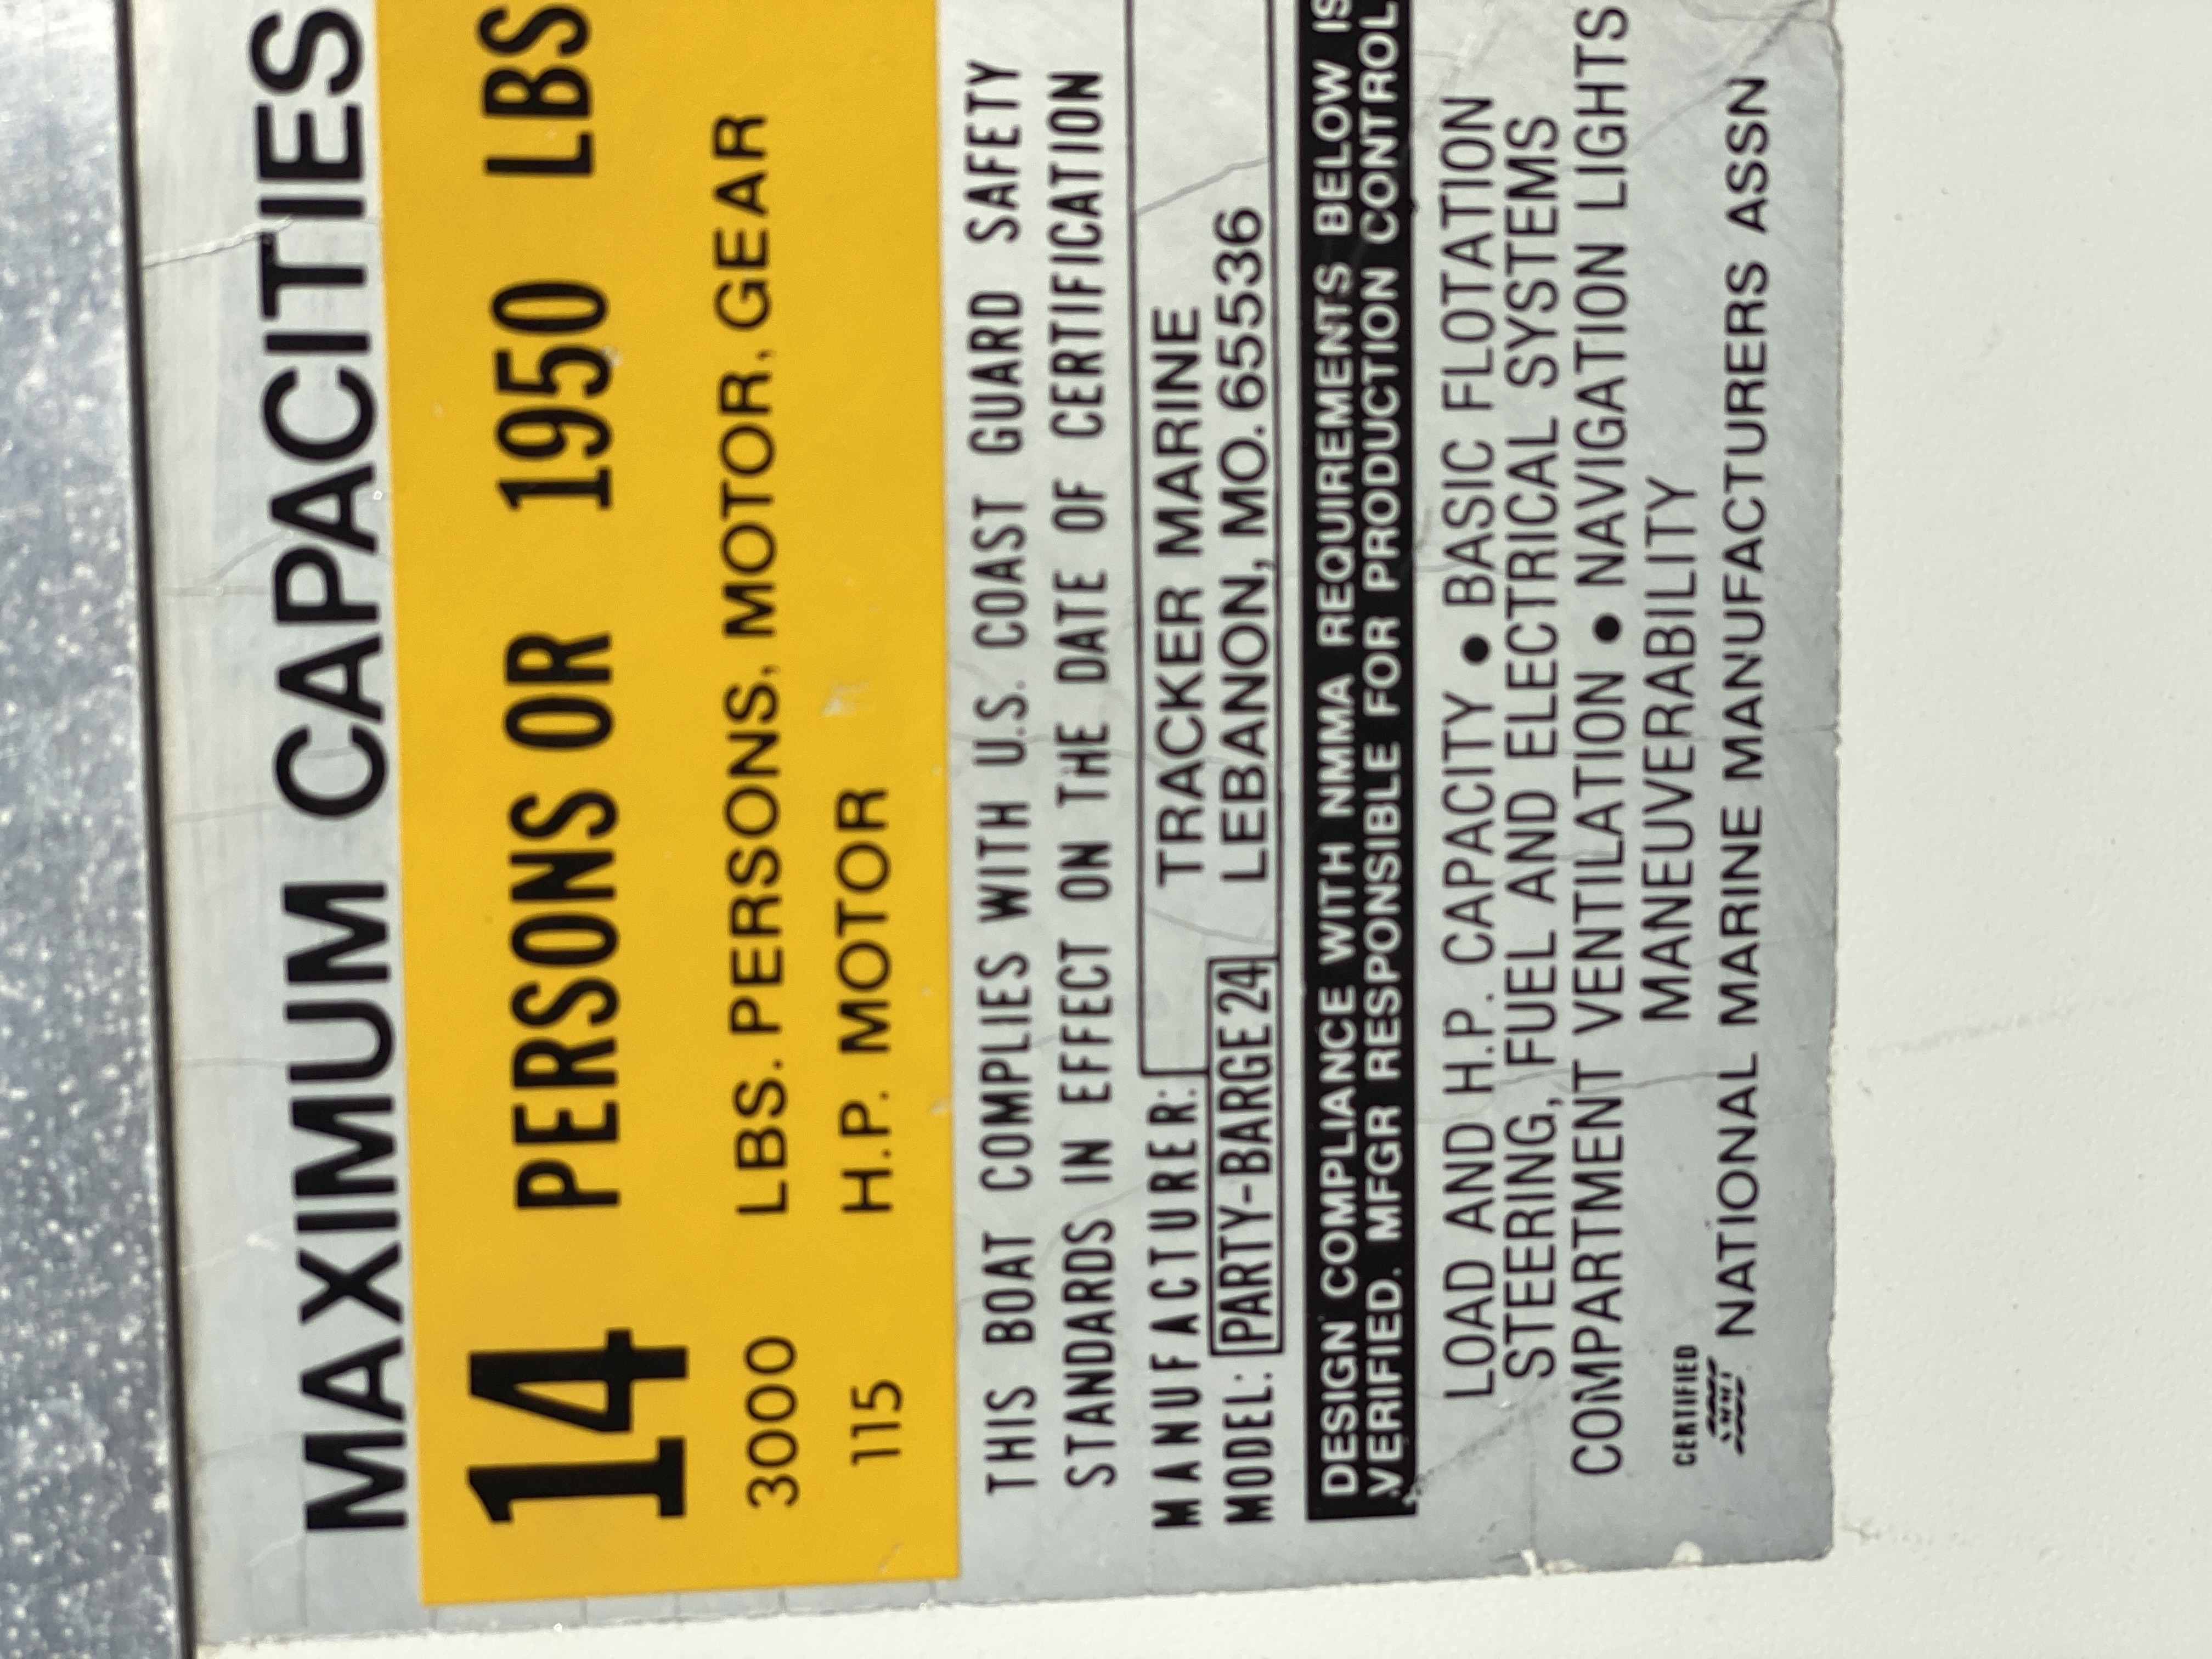 MAXIMUM CAPACITIES
14 PERSONS OR 1950 LBS
3000 LBS. PERSONS, MOTOR, GEAR
115 H.P. MOTOR
THIS BOAT COMPLIES WITH U.S. COAST GUARD SAFETY
STANDARDS IN EFFECT ON THE DATE OF CERTIFICATION
MANUFACTURER: TRACKER MARINE
MODEL: PARTY-BARGE 24 LEBANON, MO. 65536
DESIGN COMPLIANCE WITH NMMA REQUIREMENTS BELOW IS
VERIFIED. MFGR RESPONSIBLE FOR PRODUCTION CONTROL
LOAD AND H.P. CAPACITY • BASIC FLOTATION
STEERING, FUEL AND ELECTRICAL SYSTEMS
COMPARTMENT VENTILATION • NAVIGATION LIGHTS
MANEUVERABILITY
CERTIFIED
NATIONAL MARINE MANUFACTURERS ASSN